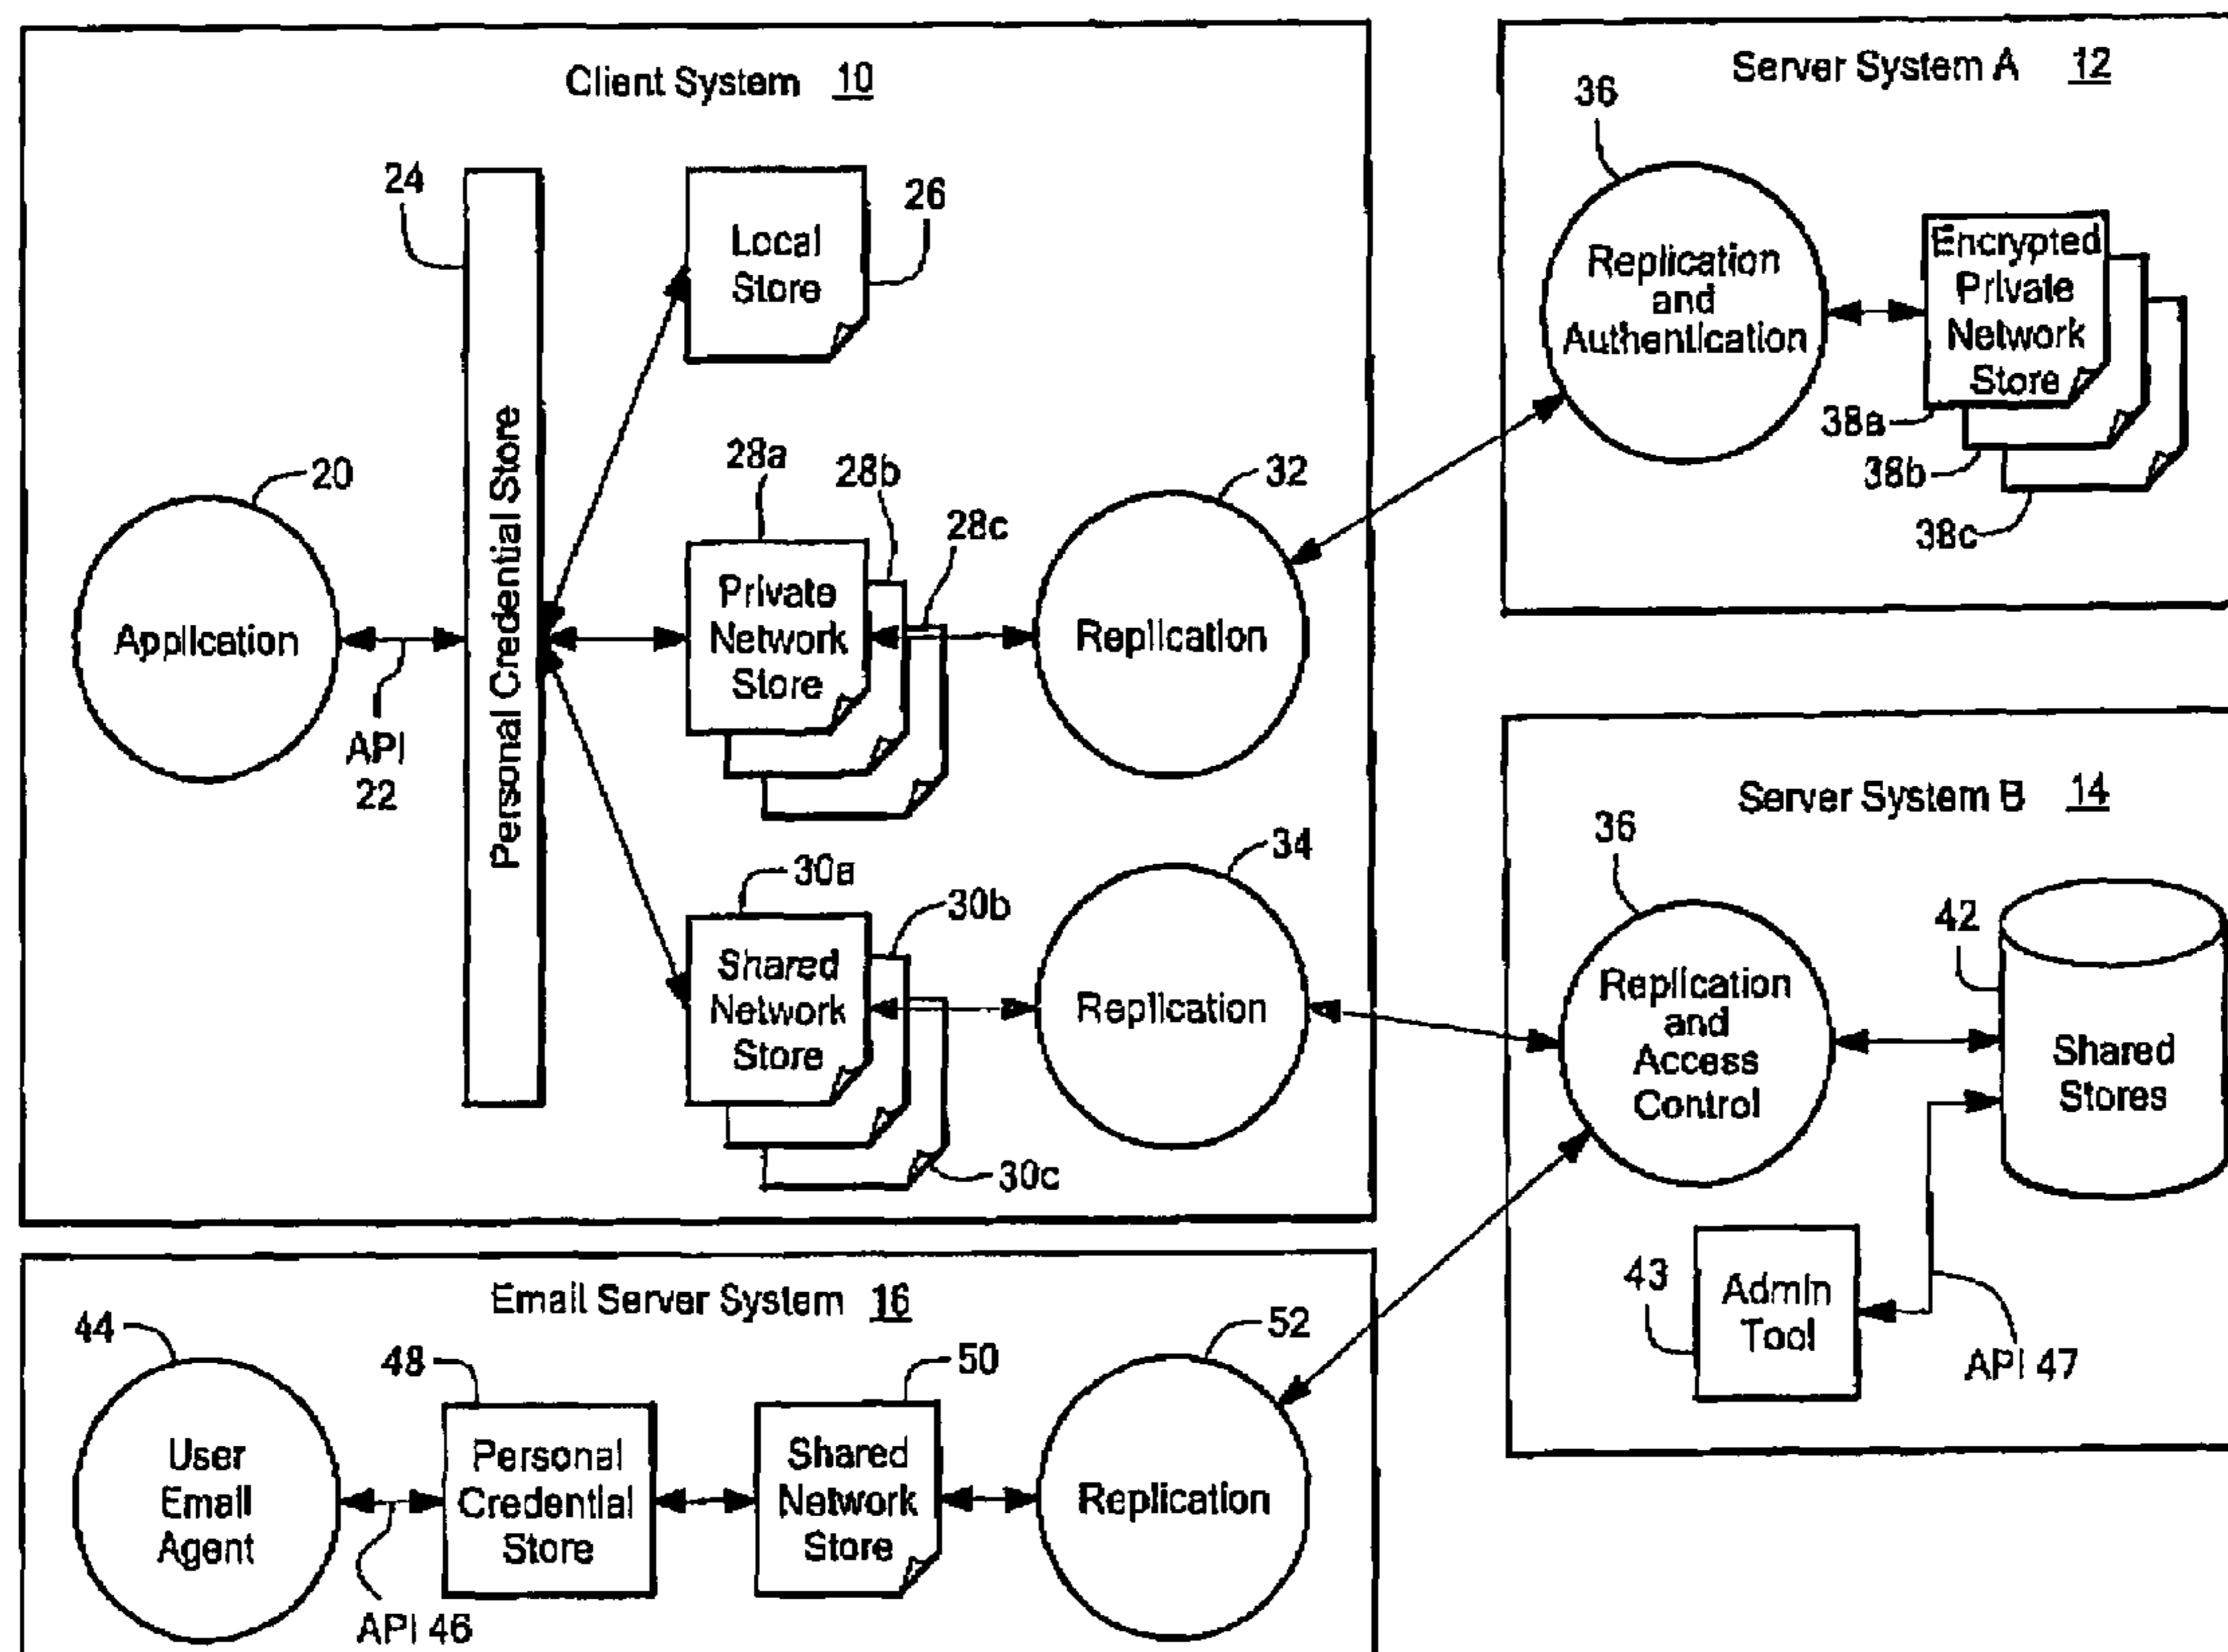 Client System 10
24
26
Local
Store
Personal Credential Store
20
Application
API
22
28a
28b
28c
Private
Network
Store
32
Replication
30a
30b
30c
Shared
Network
Store
34
Replication
Server System A 12
36
Replication
and
Authentication
Encrypted
Private
Network
Store
38a
38b
38c
Server System B 14
36
Replication
and
Access
Control
42
Shared
Stores
43
Admin
Tool
API 47
Email Server System 16
44
User
Email
Agent
API 46
48
Personal
Credential
Store
50
Shared
Network
Store
52
Replication